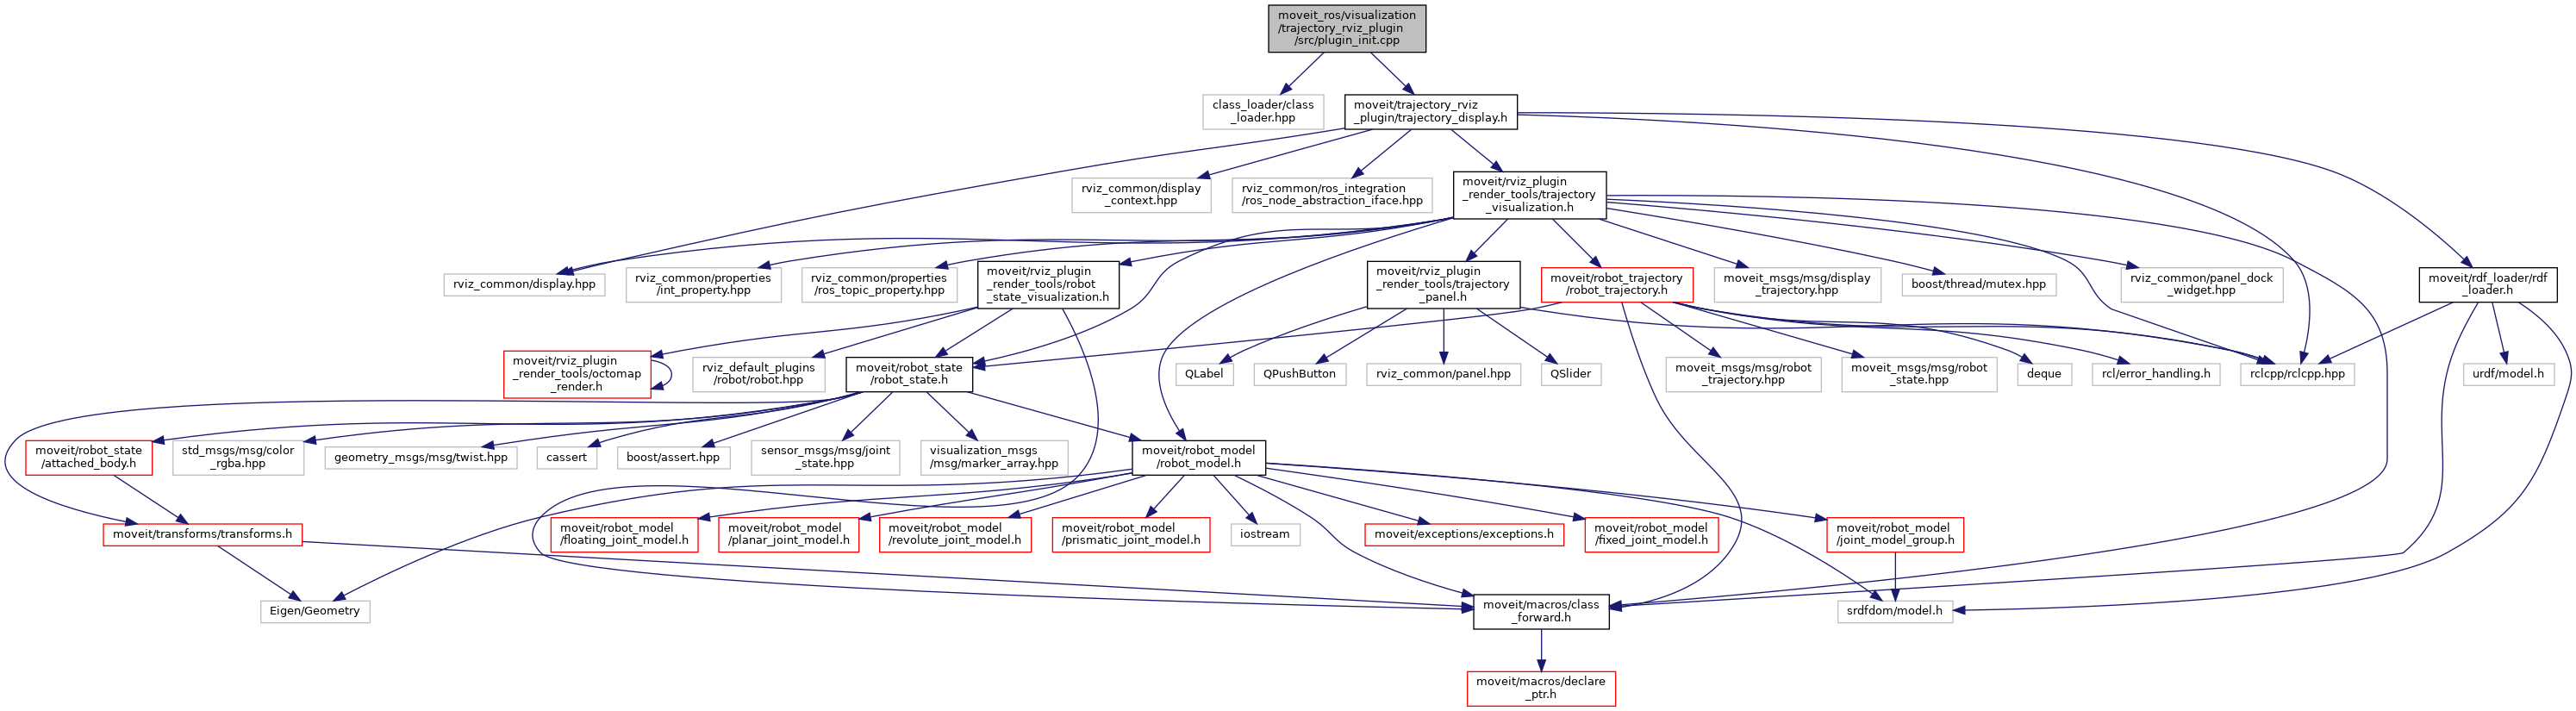 moveit_ros/visualization
/trajectory_rviz_plugin
/src/plugin_init.cpp
class_loader/class
_loader.hpp
moveit/trajectory_rviz
_plugin/trajectory_display.h
rviz_common/display
_context.hpp
rviz_common/ros_integration
/ros_node_abstraction_iface.hpp
moveit/rviz_plugin
_render_tools/trajectory
_visualization.h
rviz_common/display.hpp
rviz_common/properties
/int_property.hpp
rviz_common/properties
/ros_topic_property.hpp
moveit/rviz_plugin
_render_tools/robot
_state_visualization.h
moveit/rviz_plugin
_render_tools/trajectory
_panel.h
moveit/robot_trajectory
/robot_trajectory.h
moveit_msgs/msg/display
_trajectory.hpp
boost/thread/mutex.hpp
rviz_common/panel_dock
_widget.hpp
moveit/rdf_loader/rdf
_loader.h
moveit/rviz_plugin
_render_tools/octomap
_render.h
rviz_default_plugins
/robot/robot.hpp
moveit/robot_state
/robot_state.h
QLabel
QPushButton
rviz_common/panel.hpp
QSlider
moveit_msgs/msg/robot
_trajectory.hpp
moveit_msgs/msg/robot
_state.hpp
deque
rcl/error_handling.h
rclcpp/rclcpp.hpp
urdf/model.h
moveit/robot_state
/attached_body.h
std_msgs/msg/color
_rgba.hpp
geometry_msgs/msg/twist.hpp
cassert
boost/assert.hpp
sensor_msgs/msg/joint
_state.hpp
visualization_msgs
/msg/marker_array.hpp
moveit/robot_model
/robot_model.h
moveit/transforms/transforms.h
moveit/robot_model
/floating_joint_model.h
moveit/robot_model
/planar_joint_model.h
moveit/robot_model
/revolute_joint_model.h
moveit/robot_model
/prismatic_joint_model.h
iostream
moveit/exceptions/exceptions.h
moveit/robot_model
/fixed_joint_model.h
moveit/robot_model
/joint_model_group.h
Eigen/Geometry
moveit/macros/class
_forward.h
srdfdom/model.h
moveit/macros/declare
_ptr.h